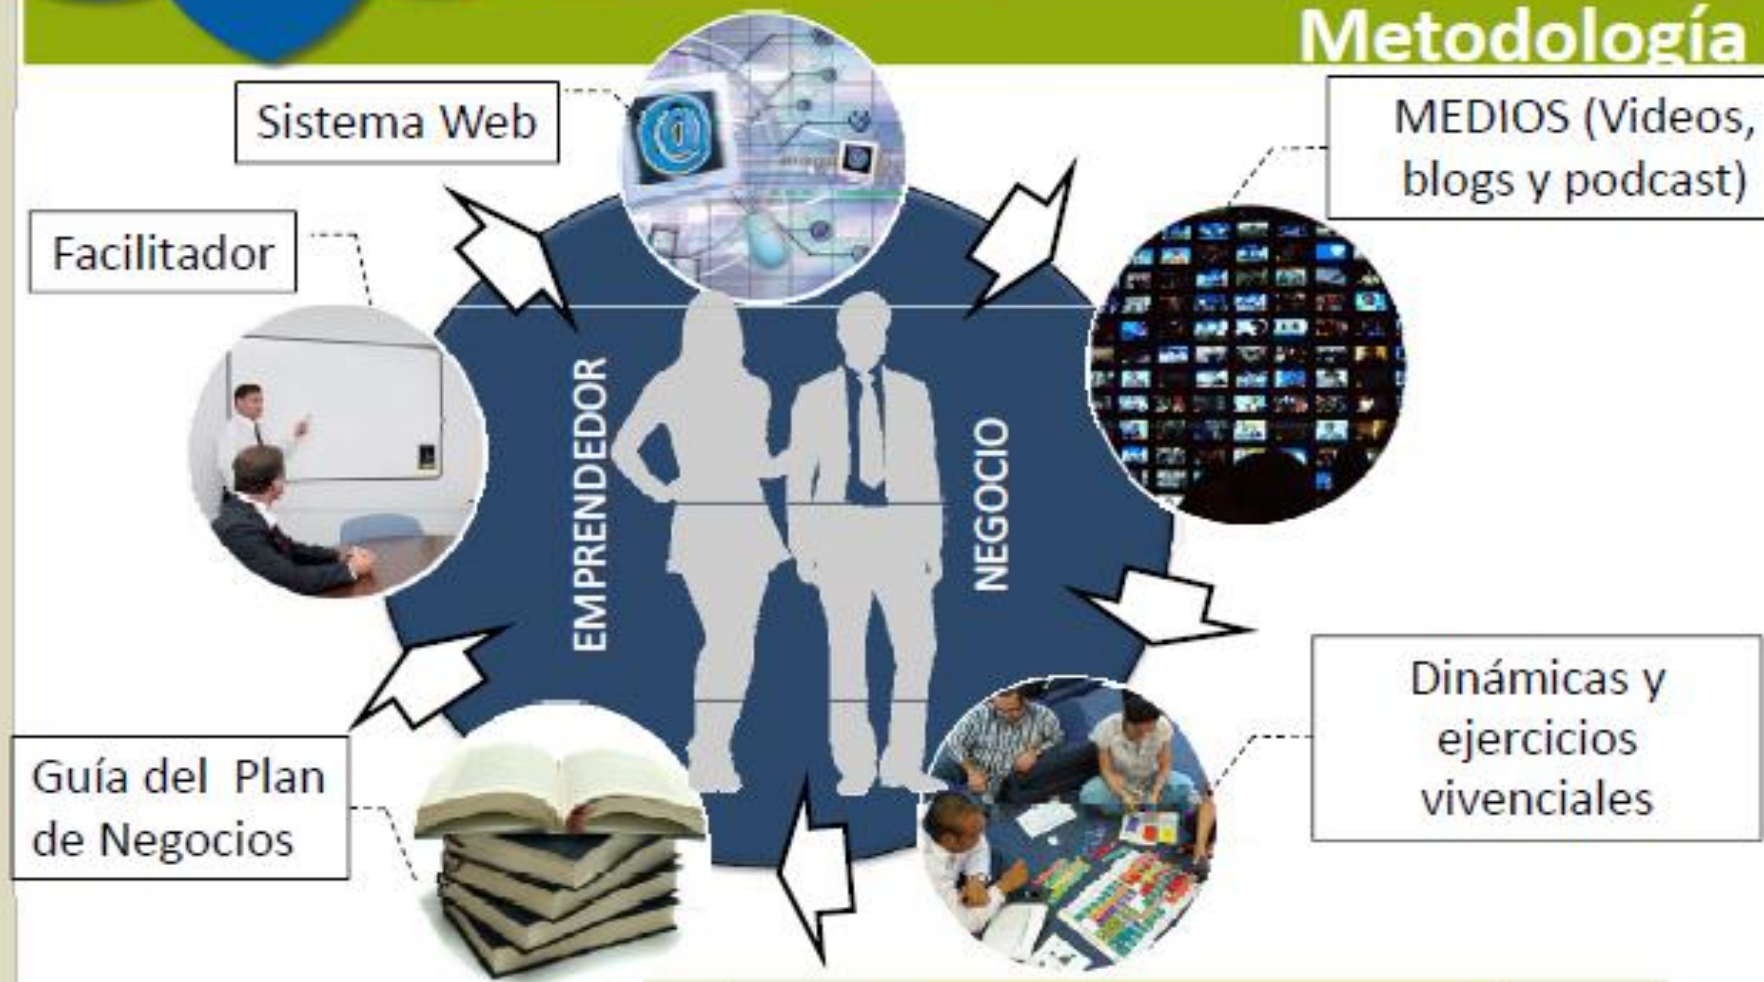 Metodología
Sistema Web
MEDIOS (Videos,
blogs y podcast)
Facilitador
EMPRENDEDOR
NEGOCIO
Guía del Plan
de Negocios
Dinámicas y
ejercicios
vivenciales